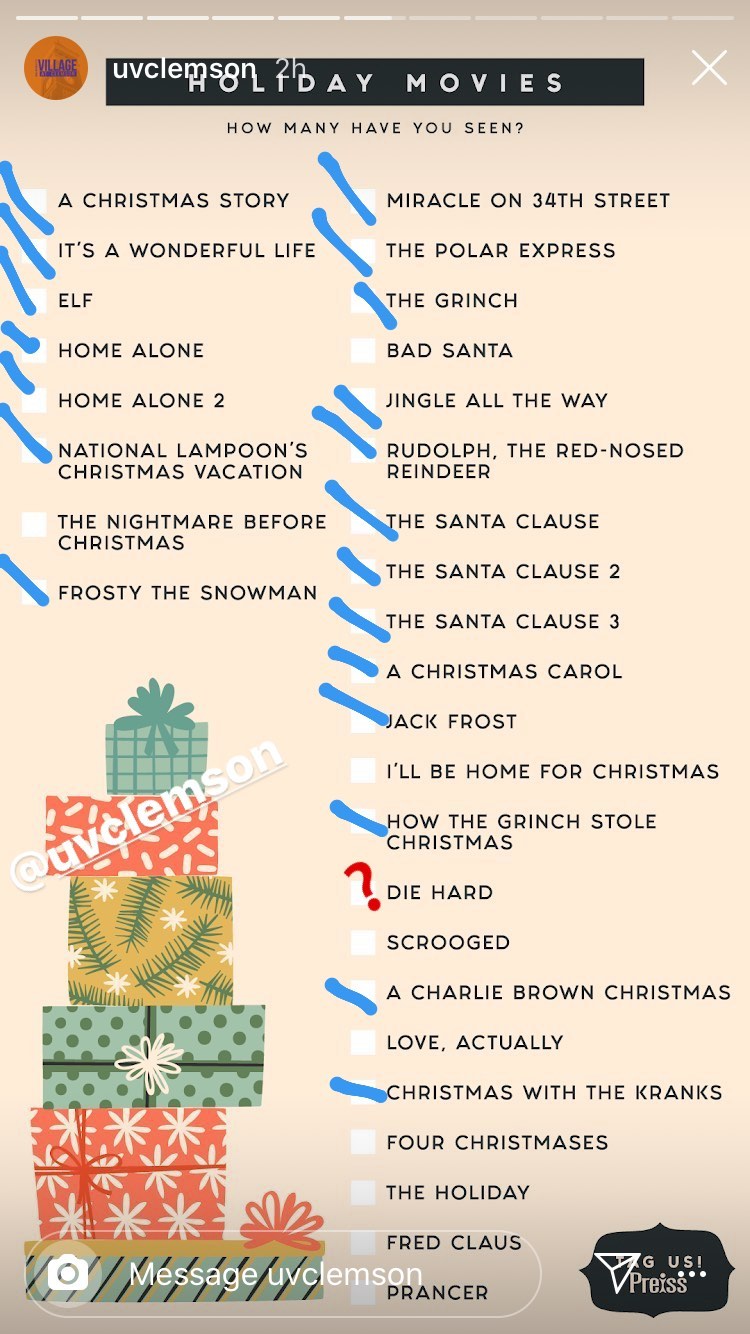 VILLAGE
uvclemson 2h
HOLIDAY MOVIES
HOW MANY HAVE YOU SEEN?
A CHRISTMAS STORY
IT'S A WONDERFUL LIFE
ELF
HOME ALONE
HOME ALONE 2
NATIONAL LAMPOON'S
CHRISTMAS VACATION
THE NIGHTMARE BEFORE
CHRISTMAS
FROSTY THE SNOWMAN
MIRACLE ON 34TH STREET
THE POLAR EXPRESS
THE GRINCH
BAD SANTA
JINGLE ALL THE WAY
RUDOLPH, THE RED-NOSED
REINDEER
THE SANTA CLAUSE
THE SANTA CLAUSE 2
THE SANTA CLAUSE 3
A CHRISTMAS CAROL
JACK FROST
I'LL BE HOME FOR CHRISTMAS
HOW THE GRINCH STOLE
CHRISTMAS
? DIE HARD
SCROOGED
A CHARLIE BROWN CHRISTMAS
LOVE, ACTUALLY
CHRISTMAS WITH THE KRANKS
FOUR CHRISTMASES
THE HOLIDAY
FRED CLAUS
PRANCER
@uvclemson
Message uvclemson
TAG US!
Preiss